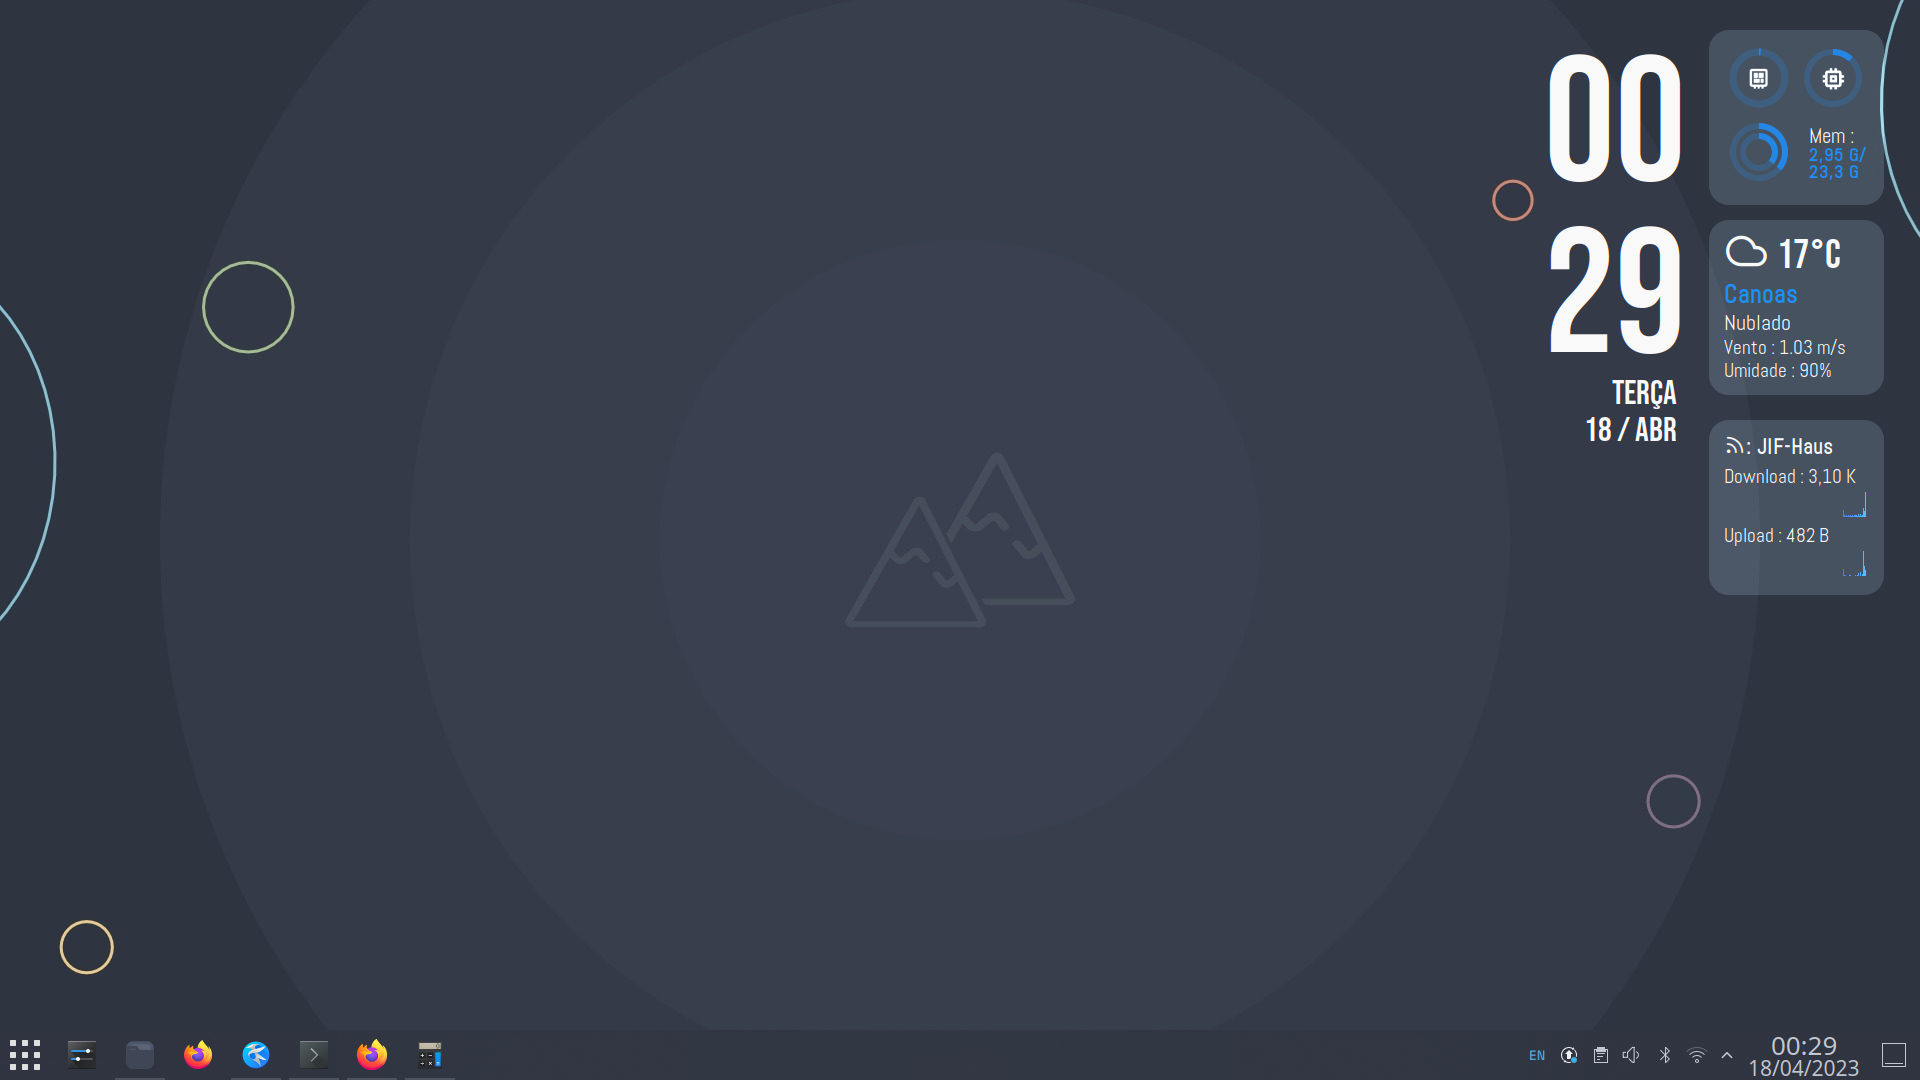 00
29
TERÇA
18 / ABR
Mem :
2,95 G/
23,3 G
17°C
Canoas
Nublado
Vento : 1.03 m/s
Umidade : 90%
: JIF-Haus
Download : 3,10 K
Upload : 482 B
EN
00:29
18/04/2023